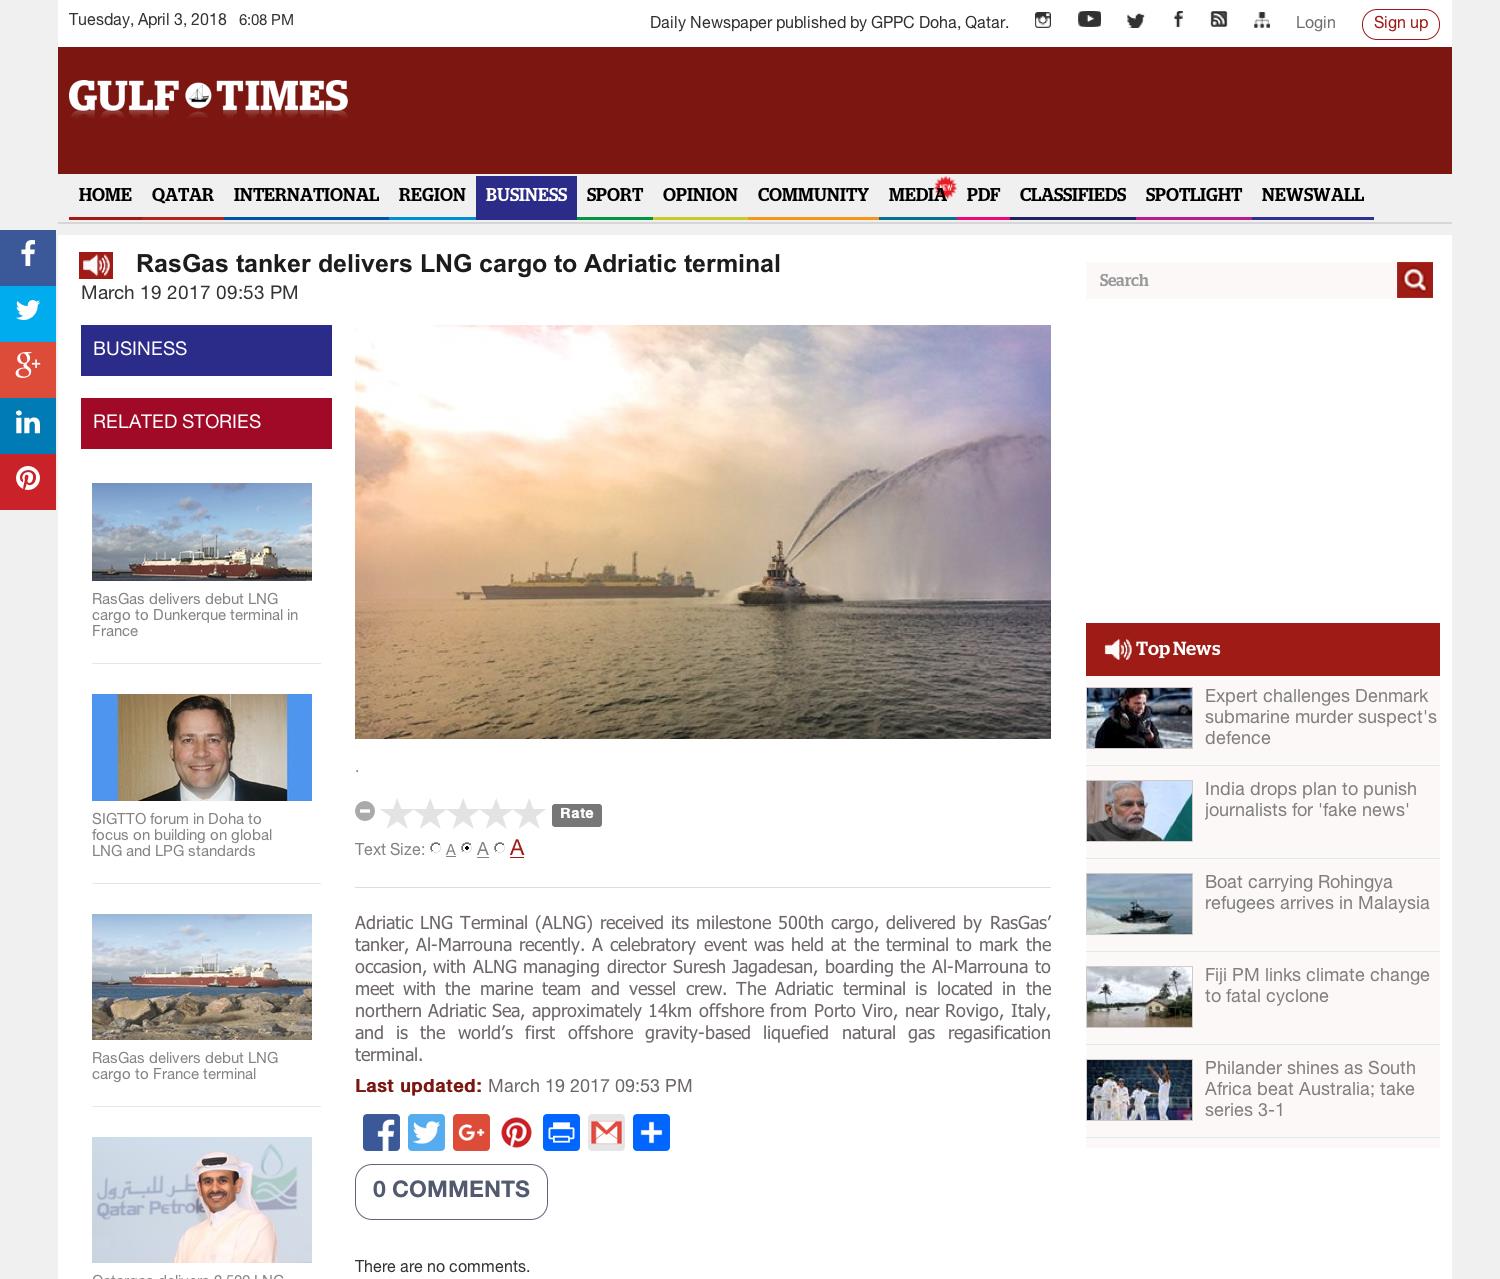 Tuesday, April 3, 2018 6:08 PM
Daily Newspaper published by GPPC Doha, Qatar.
Login
Sign up
GULF TIMES
HOME QATAR INTERNATIONAL REGION BUSINESS SPORT OPINION COMMUNITY MEDIA NEW PDF CLASSIFIEDS SPOTLIGHT NEWSWALL
RasGas tanker delivers LNG cargo to Adriatic terminal
March 19 2017 09:53 PM
Search
BUSINESS
RELATED STORIES
RasGas delivers debut LNG
cargo to Dunkerque terminal in
France
SIGTTO forum in Doha to
focus on building on global
LNG and LPG standards
RasGas delivers debut LNG
cargo to France terminal
Qatar Petrole
.
Rate
Text Size: A A A
Adriatic LNG Terminal (ALNG) received its milestone 500th cargo, delivered by RasGas’
tanker, Al-Marrouna recently. A celebratory event was held at the terminal to mark the
occasion, with ALNG managing director Suresh Jagadesan, boarding the Al-Marrouna to
meet with the marine team and vessel crew. The Adriatic terminal is located in the
northern Adriatic Sea, approximately 14km offshore from Porto Viro, near Rovigo, Italy,
and is the world’s first offshore gravity-based liquefied natural gas regasification
terminal.
Last updated: March 19 2017 09:53 PM
0 COMMENTS
There are no comments.
Top News
Expert challenges Denmark
submarine murder suspect's
defence
India drops plan to punish
journalists for 'fake news'
Boat carrying Rohingya
refugees arrives in Malaysia
Fiji PM links climate change
to fatal cyclone
Philander shines as South
Africa beat Australia; take
series 3-1